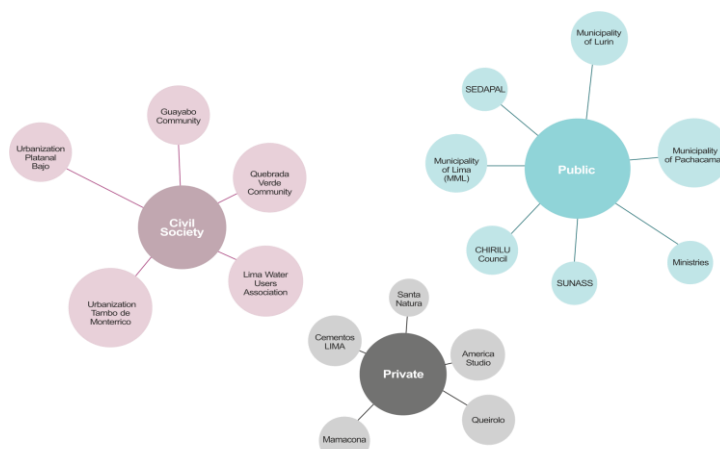 Civil
Society
Guayabo
Community
Urbanization
Platanal
Bajo
Quebrada
Verde
Community
Lima Water
Users
Association
Urbanization
Tambo de
Monterrico
Public
Municipality
of Lurin
SEDAPAL
Municipality
of Lima
(MML)
Municipality
of Pachacamac
CHIRILU
Council
SUNASS
Ministries
Private
Santa
Natura
Cementos
LIMA
America
Studio
Mamacona
Queirolo